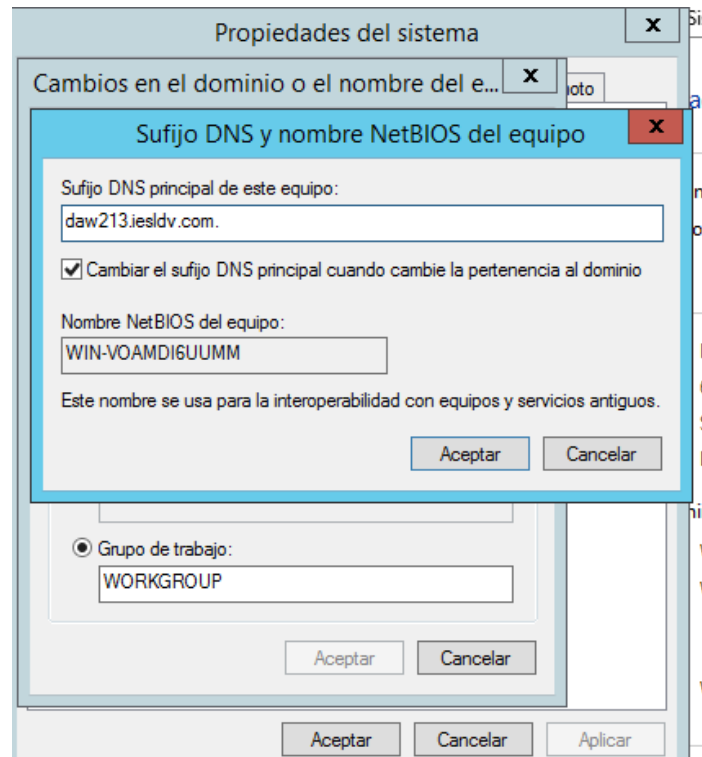 Propiedades del sistema
x
Cambios en el dominio o el nombre del e...
x
Sufijo DNS y nombre NetBIOS del equipo
x
Sufijo DNS principal de este equipo:
daw213.iesldv.com.
Cambiar el sufijo DNS principal cuando cambie la pertenencia al dominio
Nombre NetBIOS del equipo:
WIN-VOAMDI6UUMM
Este nombre se usa para la interoperabilidad con equipos y servicios antiguos.
Aceptar Cancelar
Grupo de trabajo:
WORKGROUP
Aceptar Cancelar
Aceptar Cancelar Aplicar